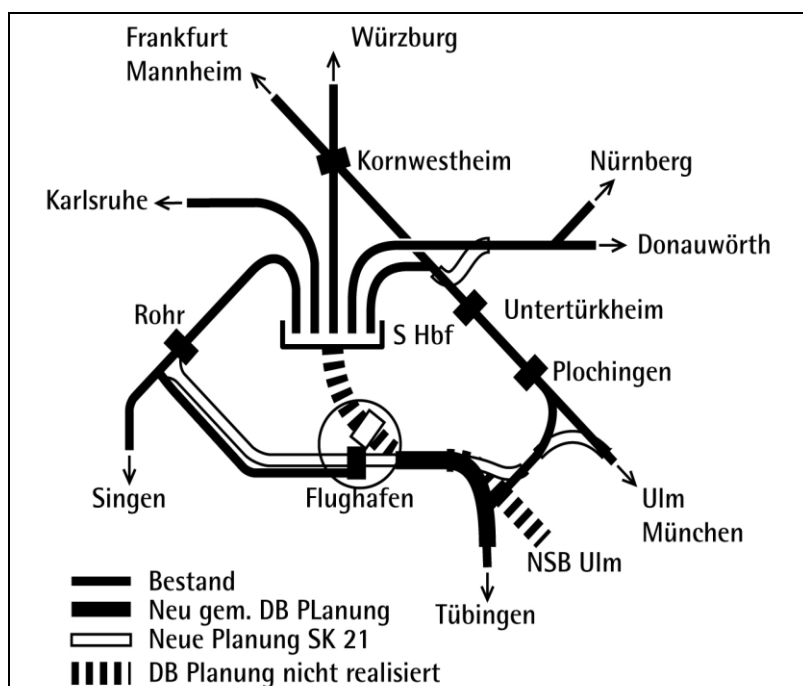 Frankfurt
Mannheim
Würzburg
Kornwestheim
Nürnberg
Karlsruhe
Donauwörth
Rohr
S Hbf
Untertürkheim
Plochingen
Singen
Flughafen
Ulm
München
NSB Ulm
Tübingen
Bestand
Neu gem. DB PLanung
Neue Planung SK 21
DB Planung nicht realisiert